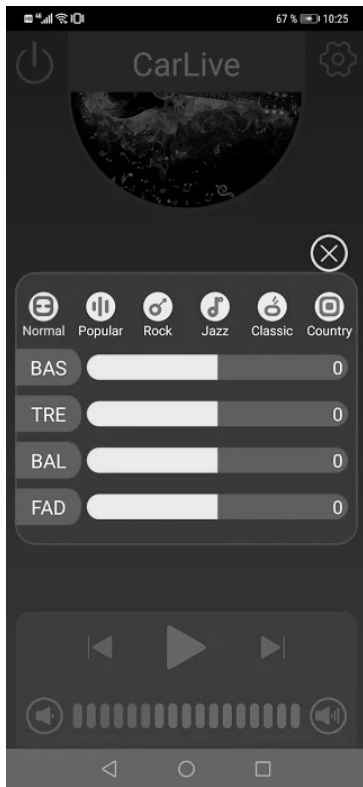 67 % 10:25
CarLive
Normal Popular Rock Jazz Classic Country
BAS 0
TRE 0
BAL 0
FAD 0